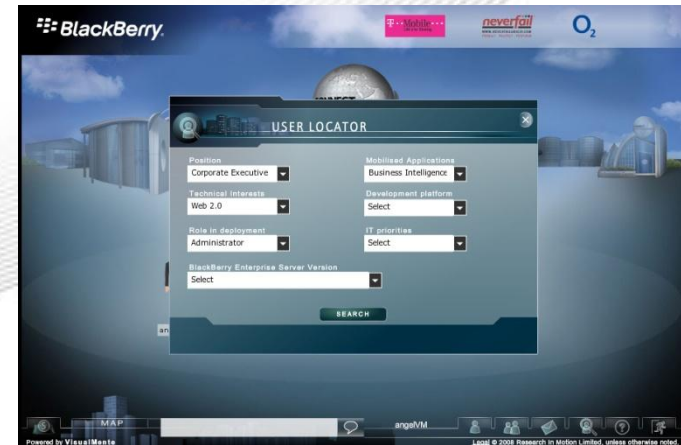 BlackBerry.
T··Mobile···
neverfail
O2
USER LOCATOR
Position
Corporate Executive
Mobilised Applications
Business Intelligence
Technical Interests
Web 2.0
Development platform
Select
Role in deployment
Administrator
IT priorities
Select
BlackBerry Enterprise Server Version
Select
SEARCH
MAP
angelVM
Powered by VisualMente
Legal © 2008 Research In Motion Limited, unless otherwise noted.